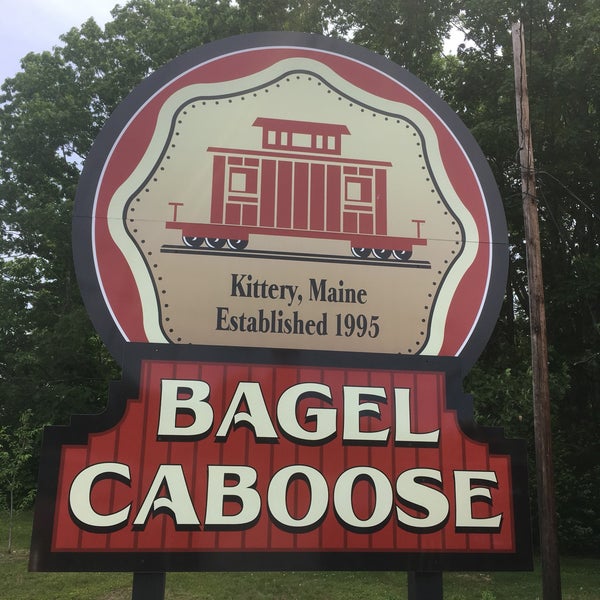 Kittery, Maine
Established 1995
BAGEL
CABOOSE